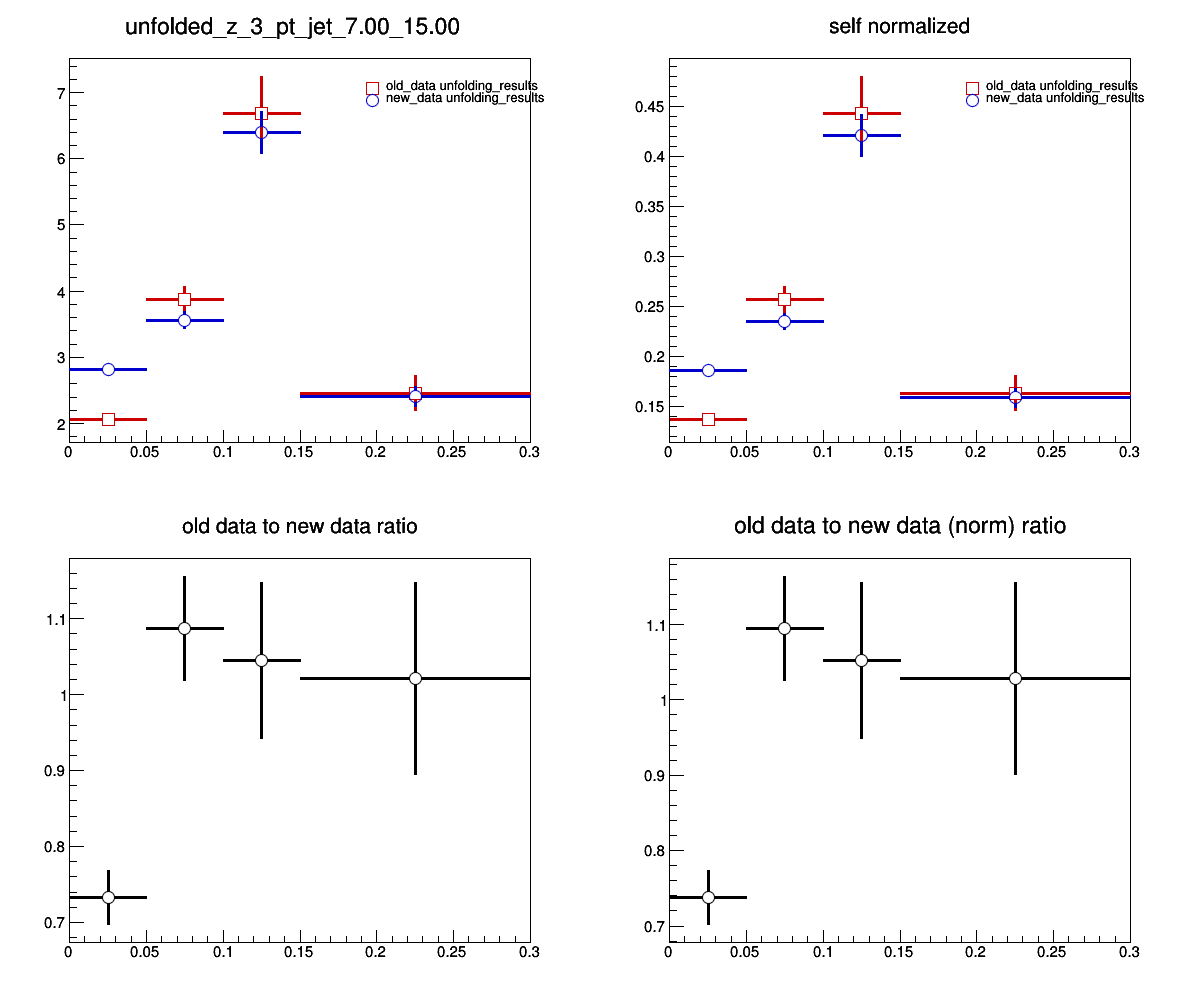 unfolded_z_3_pt_jet_7.00_15.00
old_data unfolding_results
new_data unfolding_results
7
6
5
4
3
2
0 0.05 0.1 0.15 0.2 0.25 0.3
self normalized
old_data unfolding_results
new_data unfolding_results
0.45
0.4
0.35
0.3
0.25
0.2
0.15
0 0.05 0.1 0.15 0.2 0.25 0.3
old data to new data ratio
1.1
1
0.9
0.8
0.7
0 0.05 0.1 0.15 0.2 0.25 0.3
old data to new data (norm) ratio
1.1
1
0.9
0.8
0.7
0 0.05 0.1 0.15 0.2 0.25 0.3